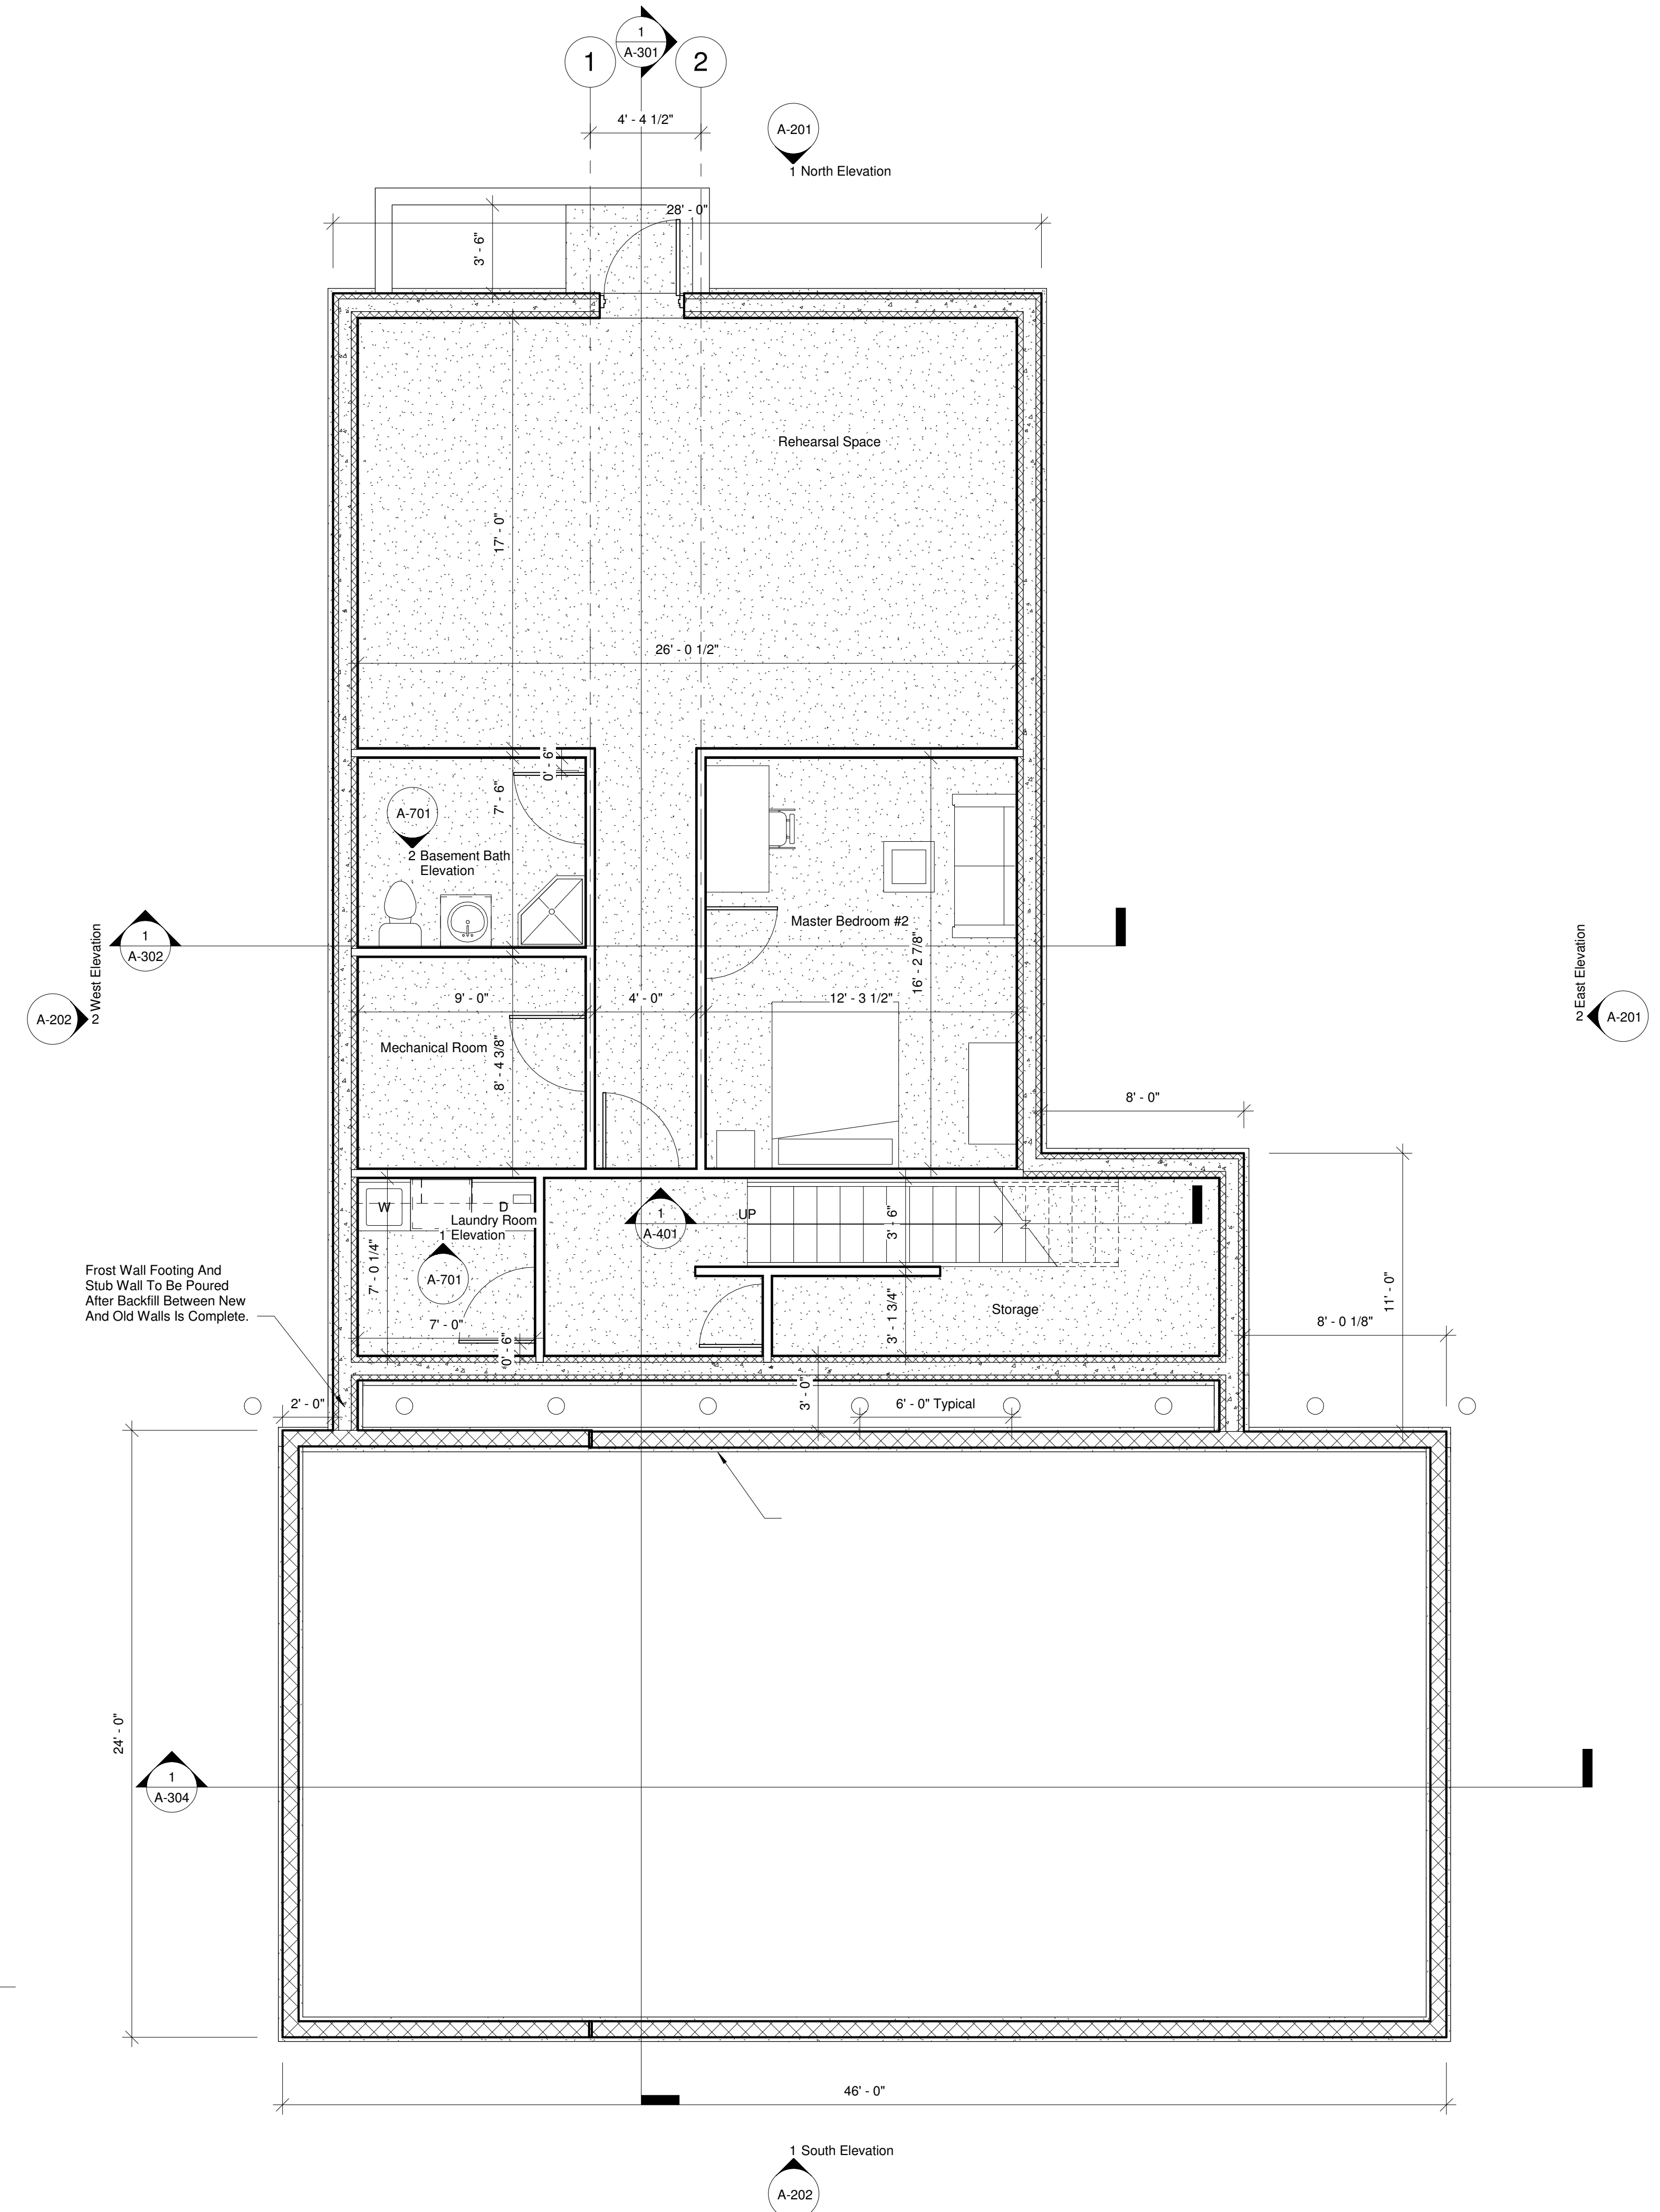 1
A-301
1
2
4' - 4 1/2"
A-201
1 North Elevation
28' - 0"
3' - 6"
Rehearsal Space
17' - 0"
26' - 0 1/2"
0' - 6"
7' - 6"
A-701
2 Basement Bath
Elevation
1
A-302
2 West Elevation
A-202
Master Bedroom #2
16' - 2 7/8"
2 East Elevation
A-201
9' - 0"
4' - 0"
12' - 3 1/2"
Mechanical Room
8' - 4 3/8"
8' - 0"
W
D
Laundry Room
1 Elevation
A-701
1
A-401
UP
3' - 6"
7' - 0 1/4"
7' - 0"
0' - 6"
3' - 1 3/4"
Storage
11' - 0"
8' - 0 1/8"
Frost Wall Footing And
Stub Wall To Be Poured
After Backfill Between New
And Old Walls Is Complete.
2' - 0"
3' - 0"
6' - 0" Typical
24' - 0"
1
A-304
46' - 0"
1 South Elevation
A-202